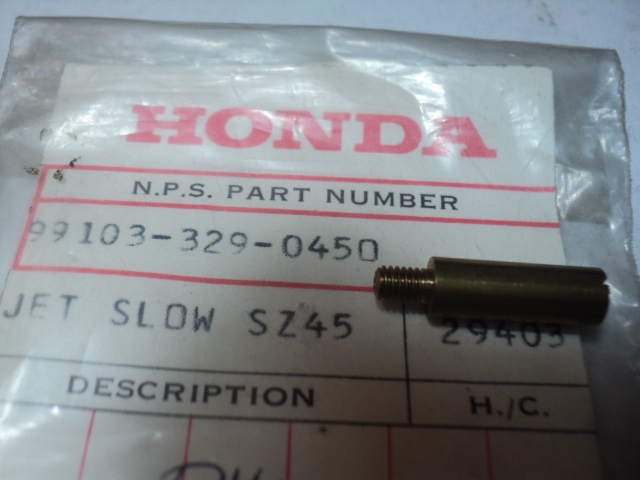 HONDA
N.P.S. PART NUMBER
99103-329-0450
JET SLOW SZ45 29403
DESCRIPTION H./C.